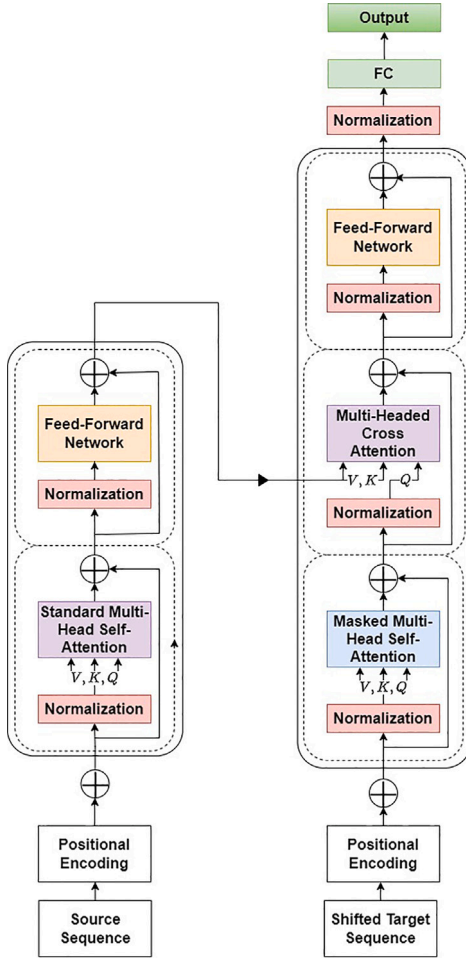 Output
FC
Normalization
Feed-Forward
Network
Normalization
Multi-Headed
Cross
Attention
V, K
Q
Normalization
Masked Multi-
Head Self-
Attention
V, K, Q
Normalization
Positional
Encoding
Shifted Target
Sequence
Feed-Forward
Network
Normalization
Standard Multi-
Head Self-
Attention
V, K, Q
Normalization
Positional
Encoding
Source
Sequence